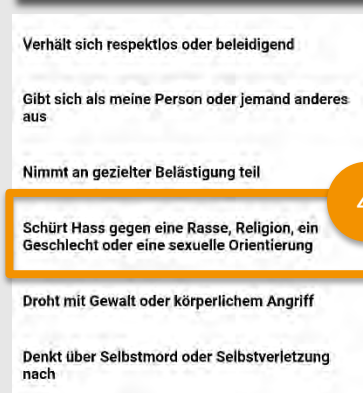 Verhält sich respektlos oder beleidigend
Gibt sich als meine Person oder jemand anderes
aus
Nimmt an gezielter Belästigung teil
4
Schürt Hass gegen eine Rasse, Religion, ein
Geschlecht oder eine sexuelle Orientierung
Droht mit Gewalt oder körperlichem Angriff
Denkt über Selbstmord oder Selbstverletzung
nach